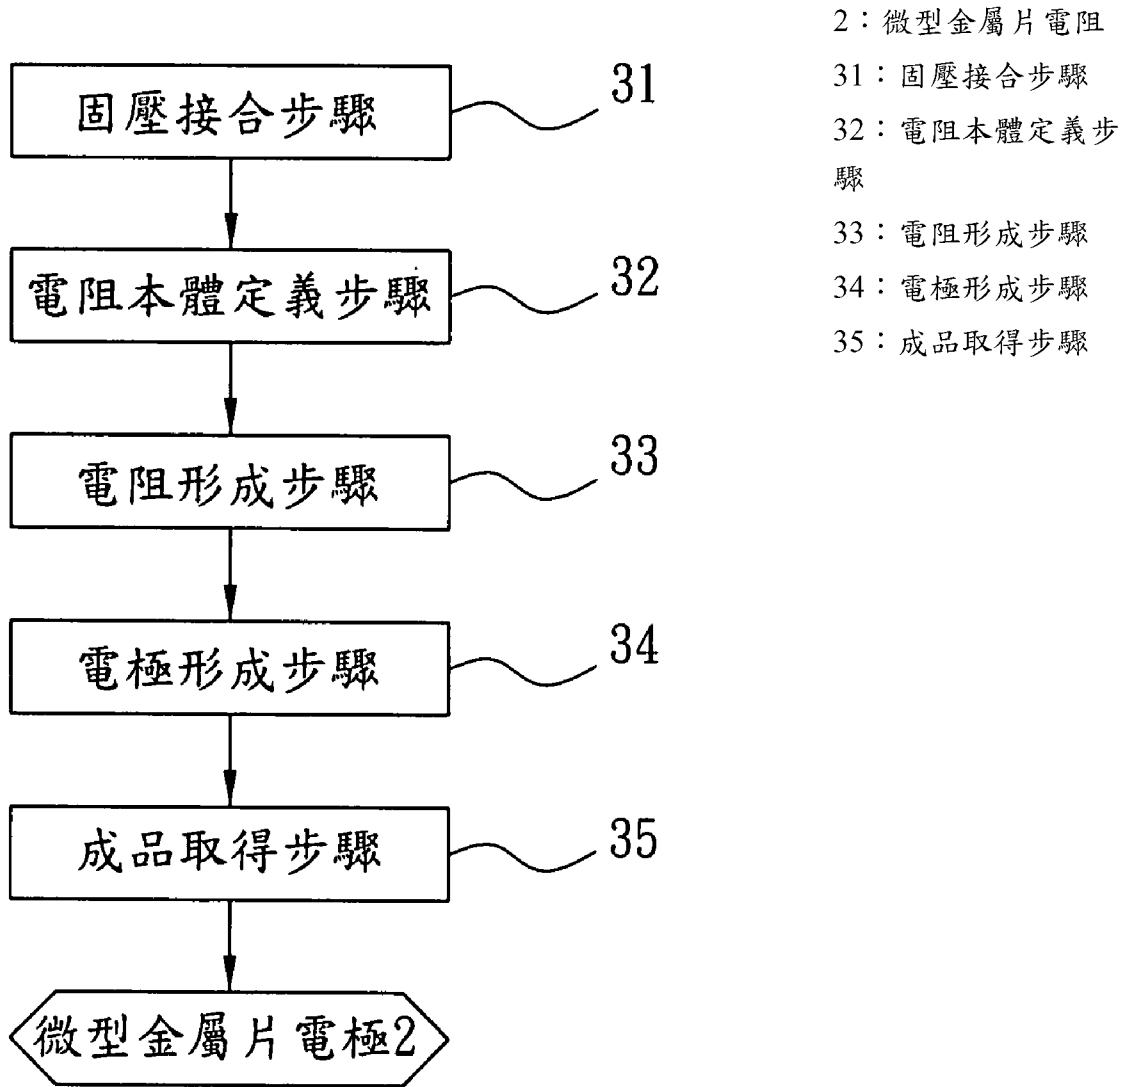 固壓接合步驟
31
電阻本體定義步驟
32
電阻形成步驟
33
電極形成步驟
34
成品取得步驟
35
微型金屬片電極2
2：微型金屬片電阻
31：固壓接合步驟
32：電阻本體定義步
驟
33：電阻形成步驟
34：電極形成步驟
35：成品取得步驟